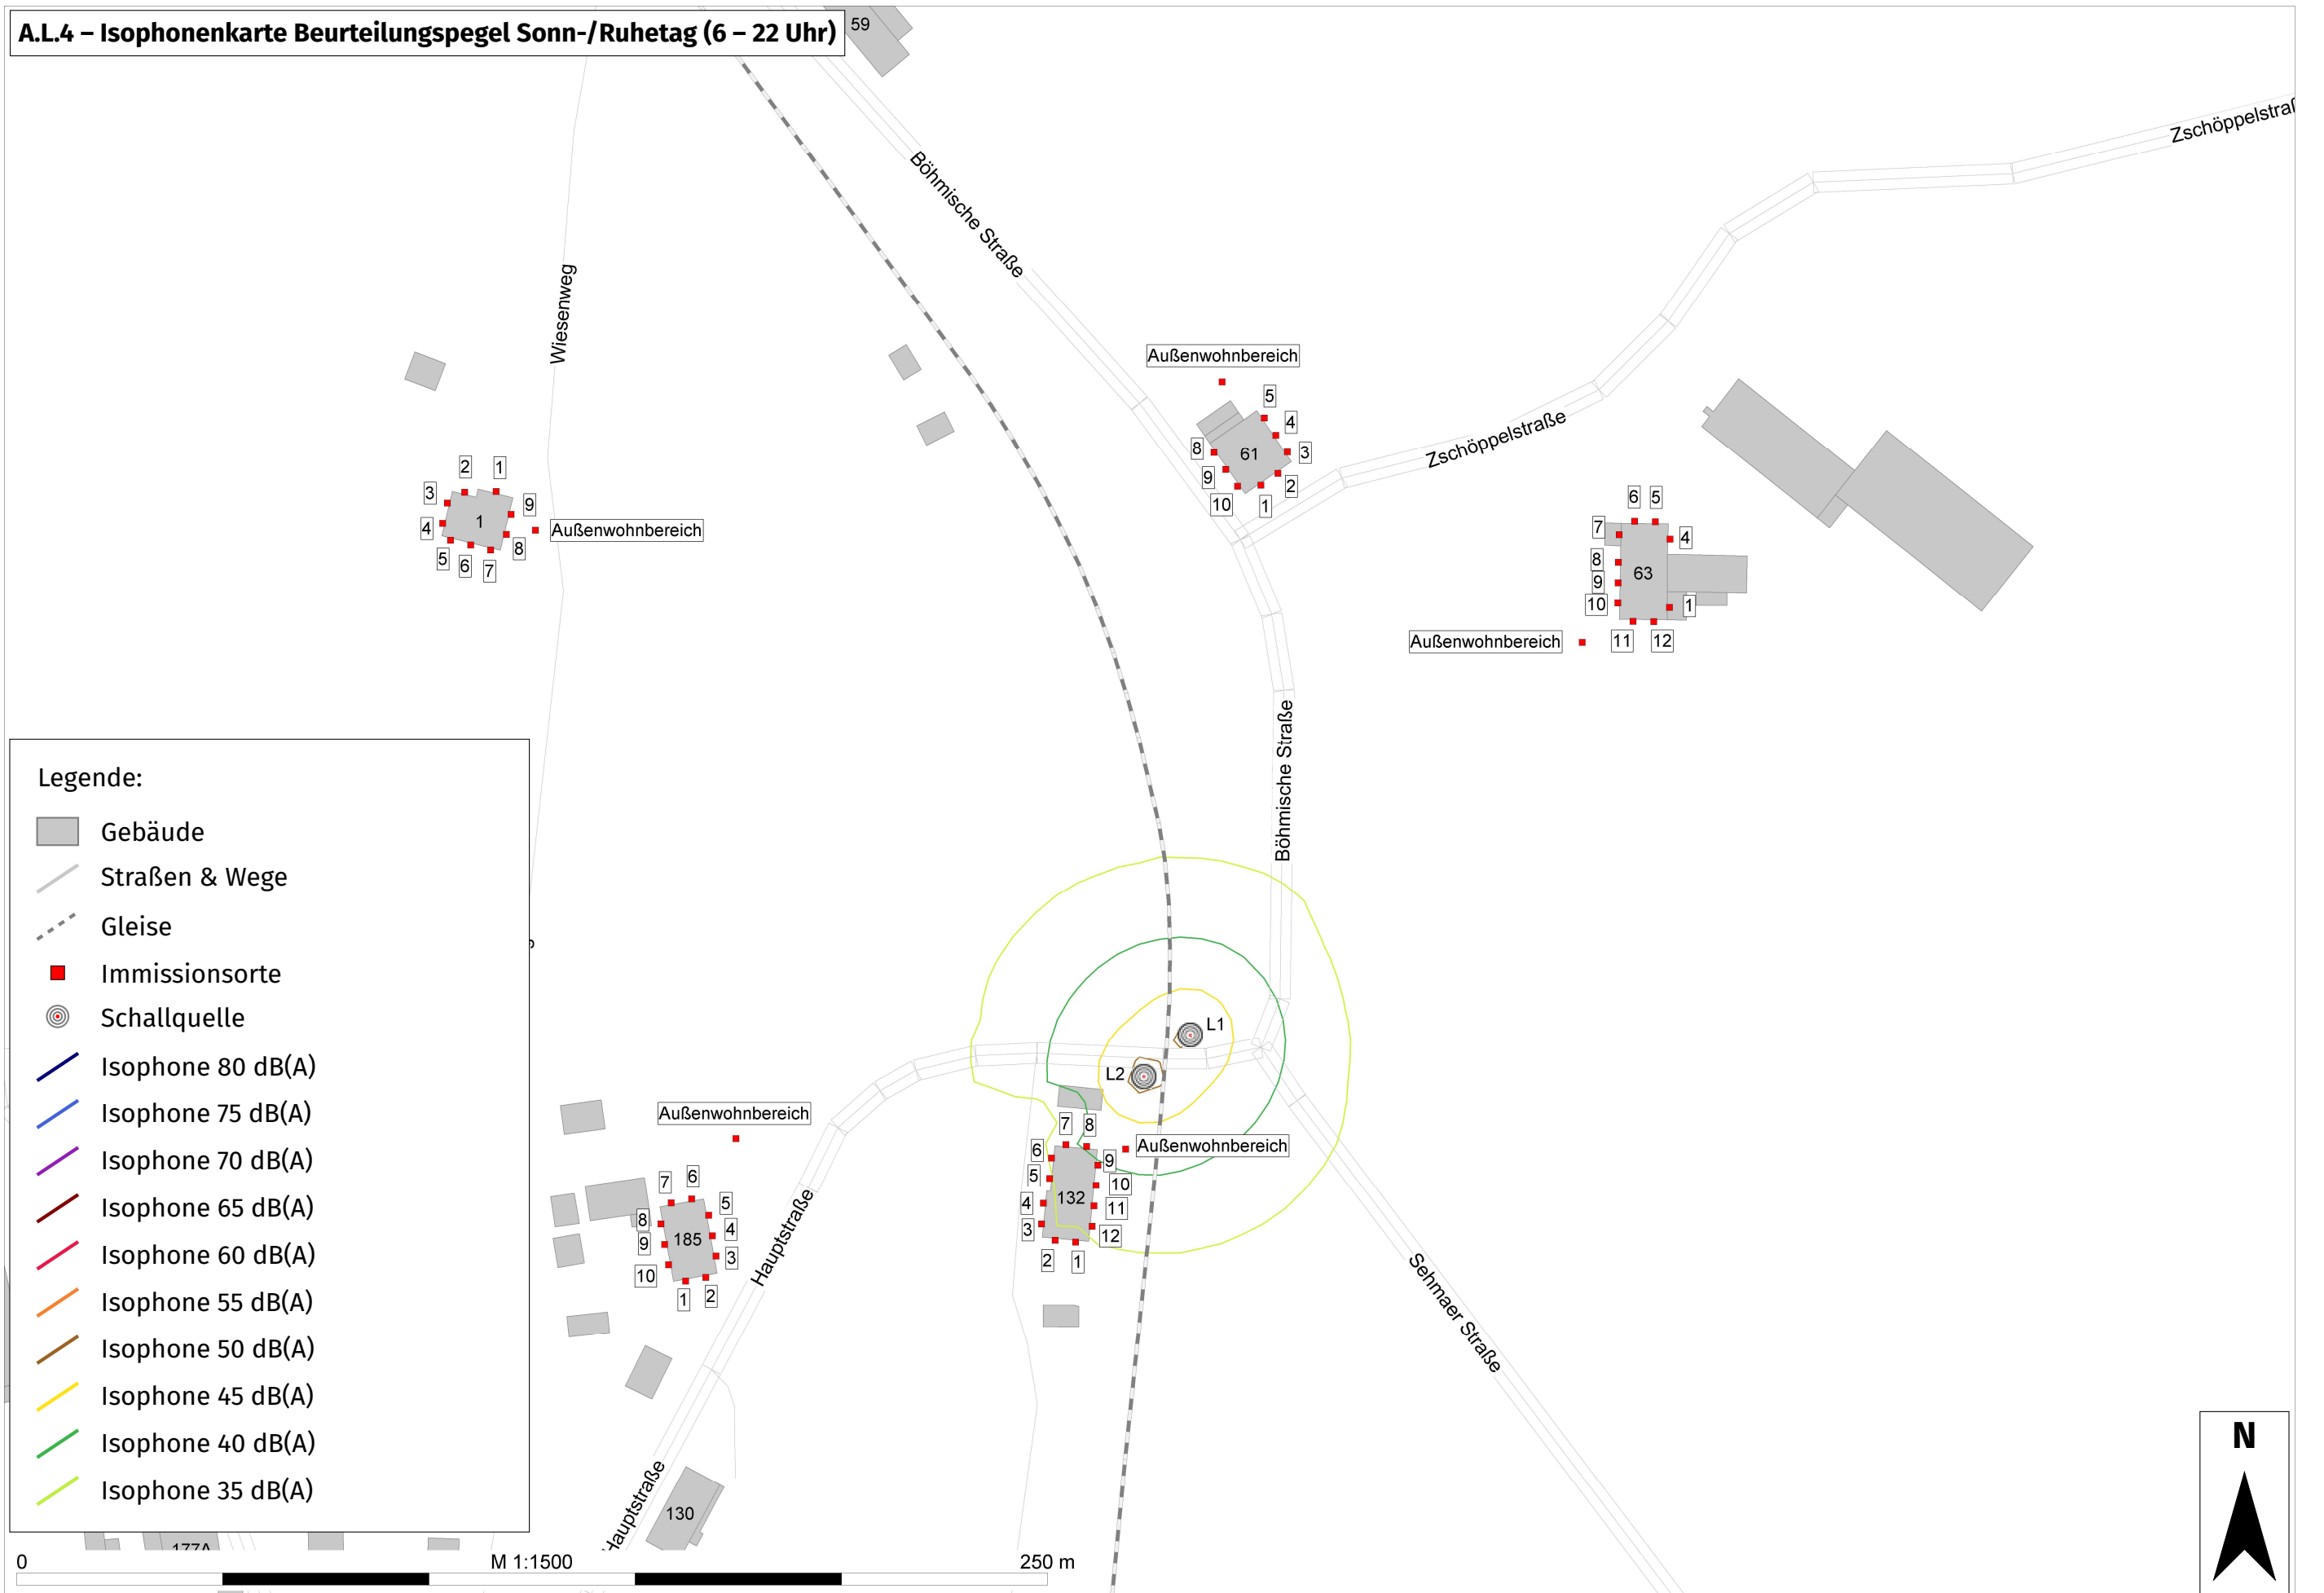 A.L.4 – Isophonenkarte Beurteilungspegel Sonn-/Ruhetag (6 – 22 Uhr)
59
Zschöppelstraß
Böhmische Straße
Wiesenweg
Außenwohnbereich
5
4
8
61
3
9
2
10
1
Zschöppelstraße
2
1
3
9
4
1
Außenwohnbereich
8
5
6
7
6
5
7
4
8
63
9
10
1
Außenwohnbereich
11
12
Böhmische Straße
Legende:
Gebäude
Straßen & Wege
Gleise
Immissionsorte
Schallquelle
Isophone 80 dB(A)
Isophone 75 dB(A)
Isophone 70 dB(A)
Isophone 65 dB(A)
Isophone 60 dB(A)
Isophone 55 dB(A)
Isophone 50 dB(A)
Isophone 45 dB(A)
Isophone 40 dB(A)
Isophone 35 dB(A)
L1
L2
Außenwohnbereich
7
8
Außenwohnbereich
6
9
5
10
4
132
11
3
12
2
1
7
6
5
8
4
9
185
3
10
1
2
Hauptstraße
Sehmaer Straße
Hauptstraße
130
177A
0
M 1:1500
250 m
N